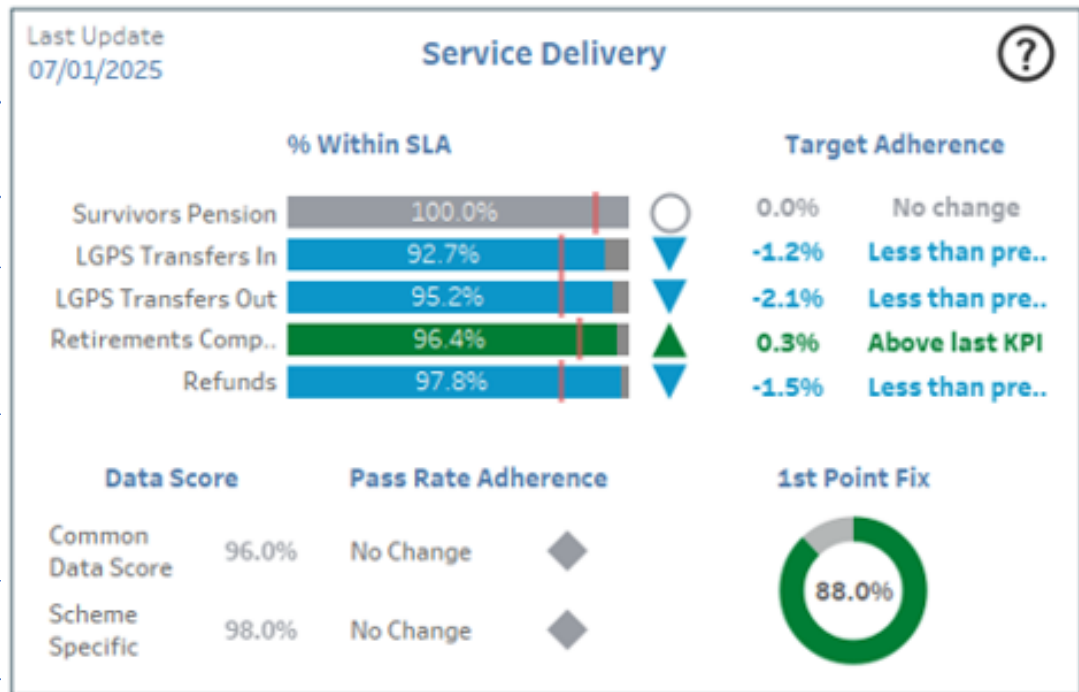 Last Update
07/01/2025
Service Delivery
?
% Within SLA
Target Adherence
Survivors Pension 100.0% 0.0% No change
LGPS Transfers In 92.7% -1.2% Less than pre..
LGPS Transfers Out 95.2% -2.1% Less than pre..
Retirements Comp.. 96.4% 0.3% Above last KPI
Refunds 97.8% -1.5% Less than pre..
Data Score
Pass Rate Adherence
1st Point Fix
Common
Data Score
96.0%
No Change
Scheme
Specific
98.0%
No Change
88.0%